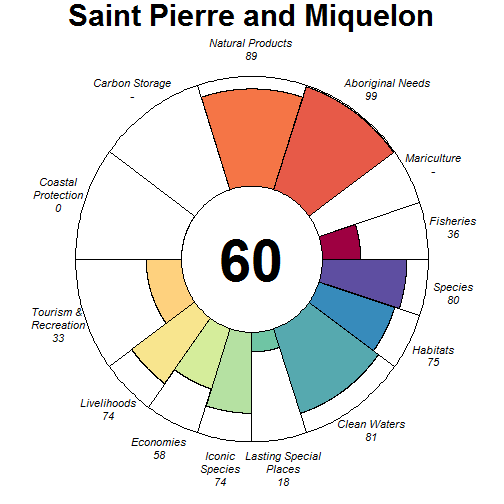 Saint Pierre and Miquelon
Natural Products
89
Carbon Storage
-
Aboriginal Needs
99
Mariculture
-
Coastal
Protection
0
Fisheries
36
60
Species
80
Tourism &
Recreation
33
Habitats
75
Livelihoods
74
Clean Waters
81
Economies
58
Iconic
Species
74
Lasting Special
Places
18